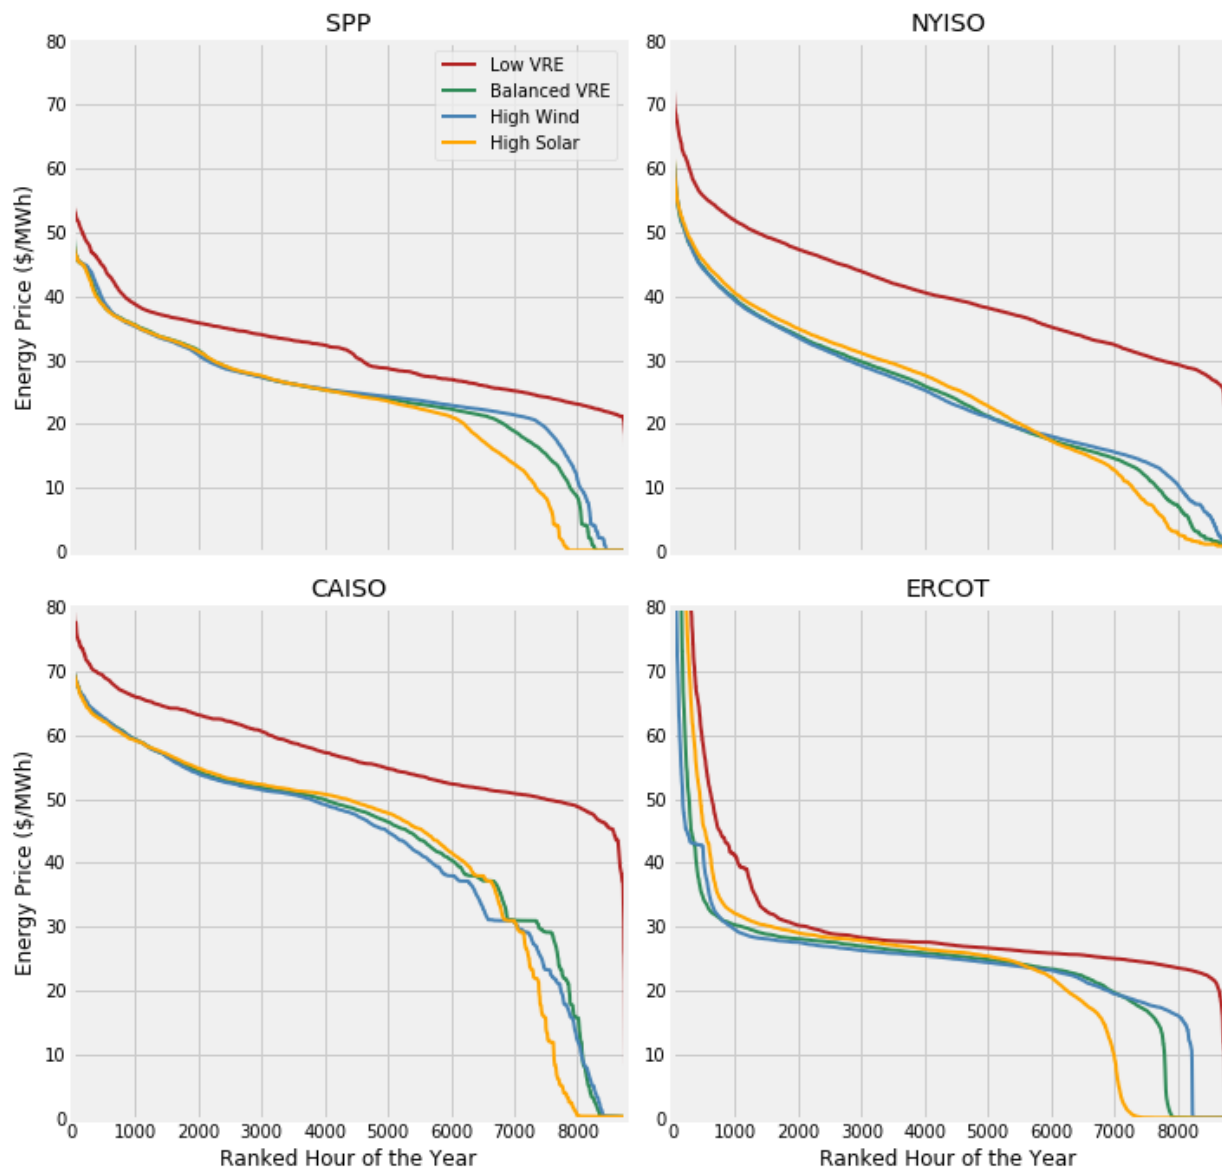 SPP
NYISO
80
70
60
50
40
30
20
10
0
Energy Price ($/MWh)
Low VRE
Balanced VRE
High Wind
High Solar
80
70
60
50
40
30
20
10
0
CAISO
ERCOT
80
70
60
50
40
30
20
10
0
Energy Price ($/MWh)
0 1000 2000 3000 4000 5000 6000 7000 8000
Ranked Hour of the Year
80
70
60
50
40
30
20
10
0
0 1000 2000 3000 4000 5000 6000 7000 8000
Ranked Hour of the Year